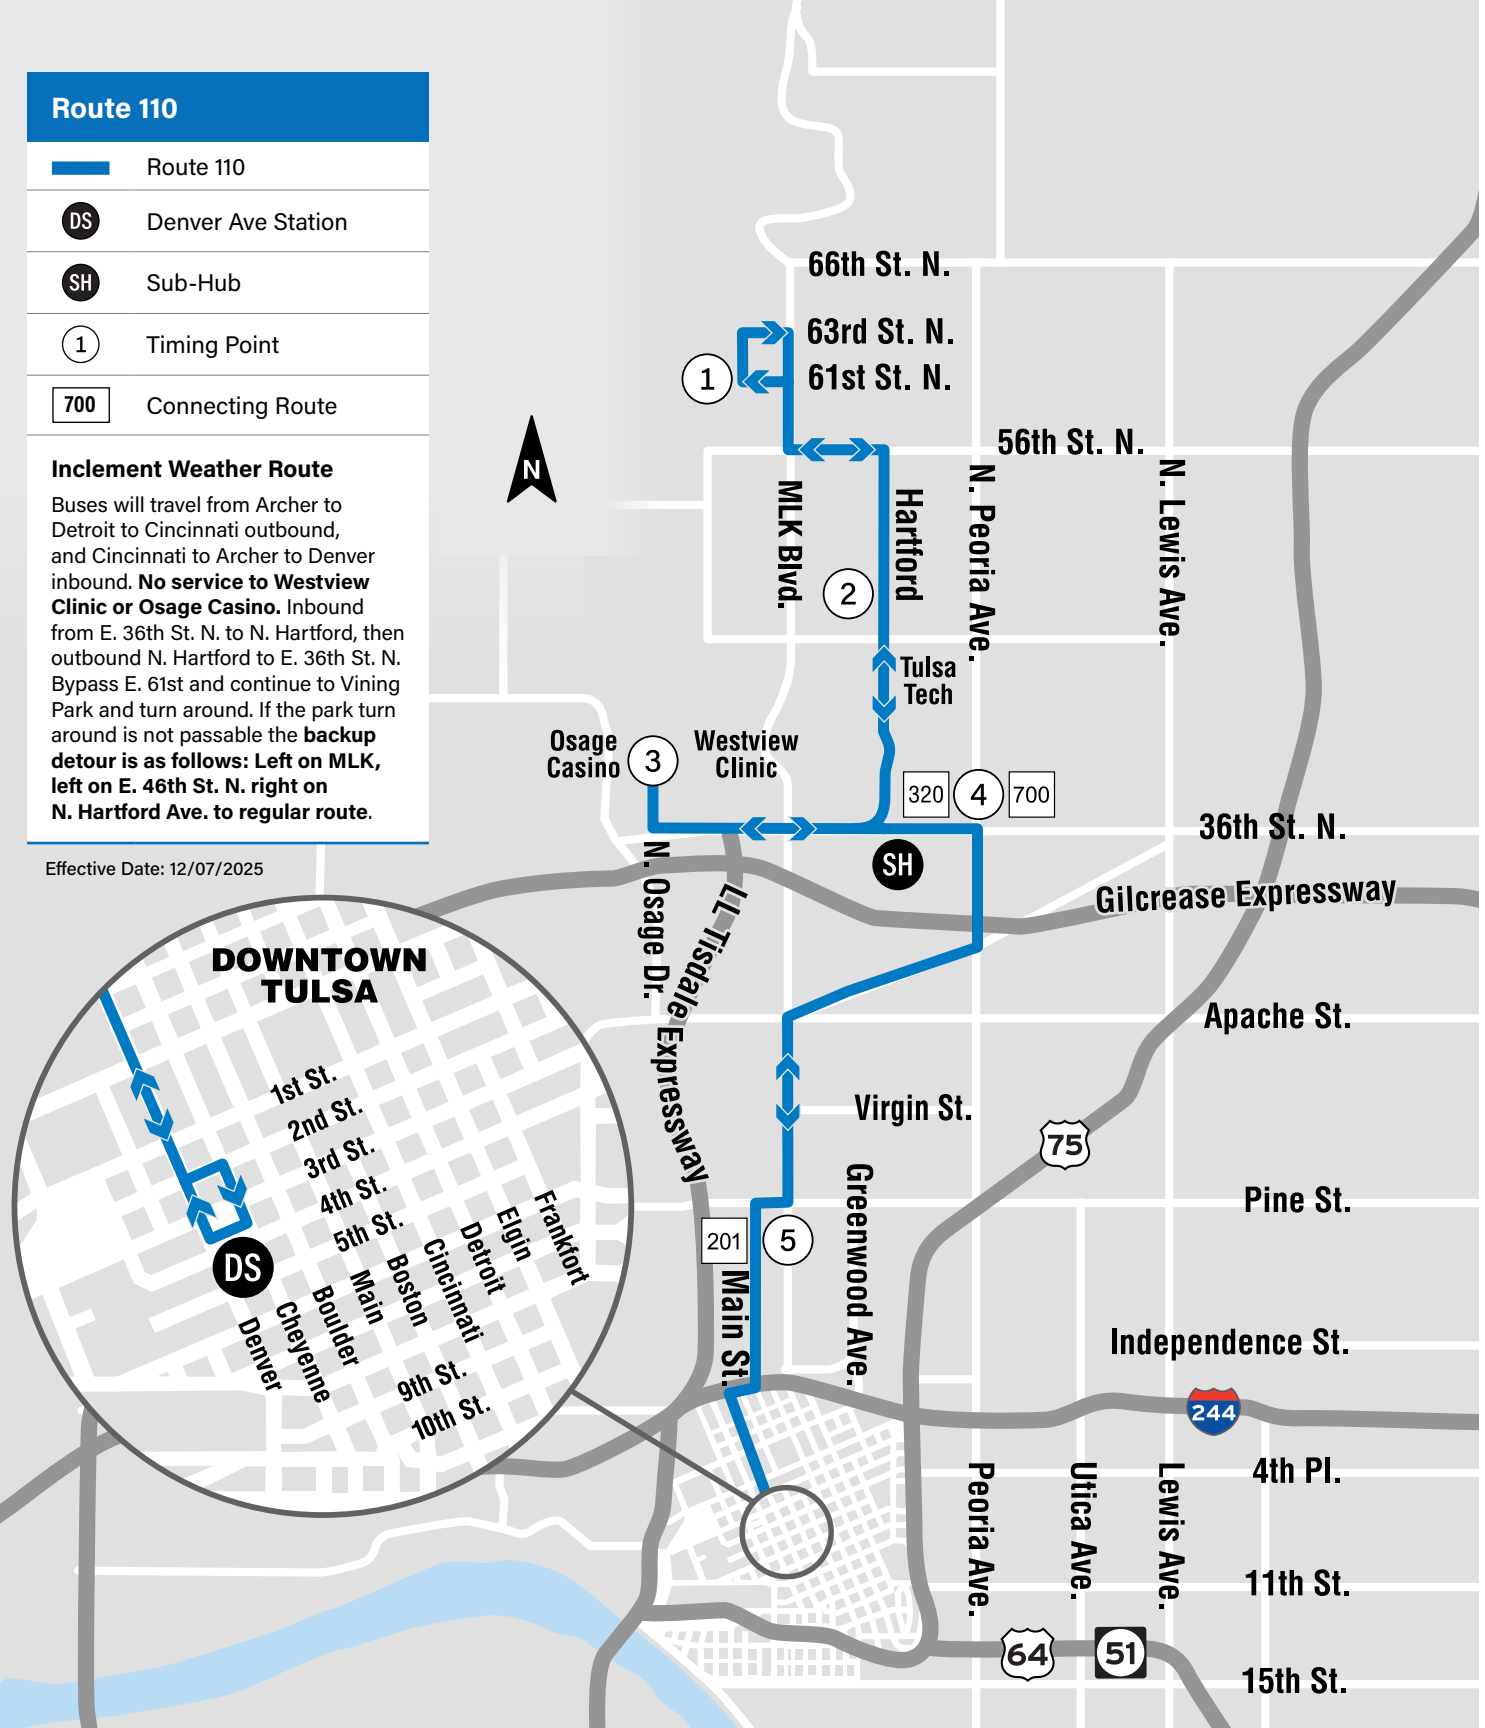 Route 110
Route 110
DS
Denver Ave Station
SH
Sub-Hub
1
Timing Point
700
Connecting Route
Inclement Weather Route
Buses will travel from Archer to
Detroit to Cincinnati outbound,
and Cincinnati to Archer to Denver
inbound. No service to Westview
Clinic or Osage Casino. Inbound
from E. 36th St. N. to N. Hartford, then
outbound N. Hartford to E. 36th St. N.
Bypass E. 61st and continue to Vining
Park and turn around. If the park turn
around is not passable the backup
detour is as follows: Left on MLK,
left on E. 46th St. N. right on
N. Hartford Ave. to regular route.
Effective Date: 12/07/2025
N
66th St. N.
63rd St. N.
61st St. N.
1
56th St. N.
MLK Blvd.
Hartford
N. Peoria Ave.
N. Lewis Ave.
2
Tulsa
Tech
Osage
Casino
3
Westview
Clinic
320
4
700
36th St. N.
SH
N. Osage Dr.
LL Tisdale Expressway
Gilcrease Expressway
Apache St.
Virgin St.
75
Pine St.
201
5
Main St.
Greenwood Ave.
Independence St.
244
4th Pl.
Peoria Ave.
Utica Ave.
Lewis Ave.
11th St.
64
51
15th St.
DOWNTOWN
TULSA
1st St.
2nd St.
3rd St.
4th St.
5th St.
DS
Denver
Cheyenne
Boulder
Main
Boston
Cincinnati
Detroit
Elgin
Frankfort
9th St.
10th St.